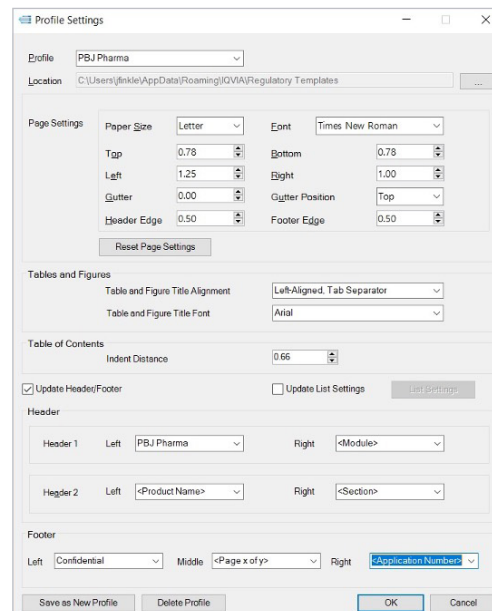 Profile Settings
Profile PBJ Pharma
Location C:\Users\jfinkle\AppData\Roaming\IQVIA\Regulatory Templates ...
Page Settings Paper Size Letter Font Times New Roman
Top 0.78 Bottom 0.78
Left 1.25 Right 1.00
Gutter 0.00 Gutter Position Top
Header Edge 0.50 Footer Edge 0.50
Reset Page Settings
Tables and Figures
Table and Figure Title Alignment Left-Aligned, Tab Separator
Table and Figure Title Font Arial
Table of Contents
Indent Distance 0.66
Update Header/Footer Update List Settings List Settings
Header
Header 1 Left PBJ Pharma Right <Module>
Header 2 Left <Product Name> Right <Section>
Footer
Left Confidential Middle <Page x of y> Right <Application Number>
Save as New Profile Delete Profile OK Cancel